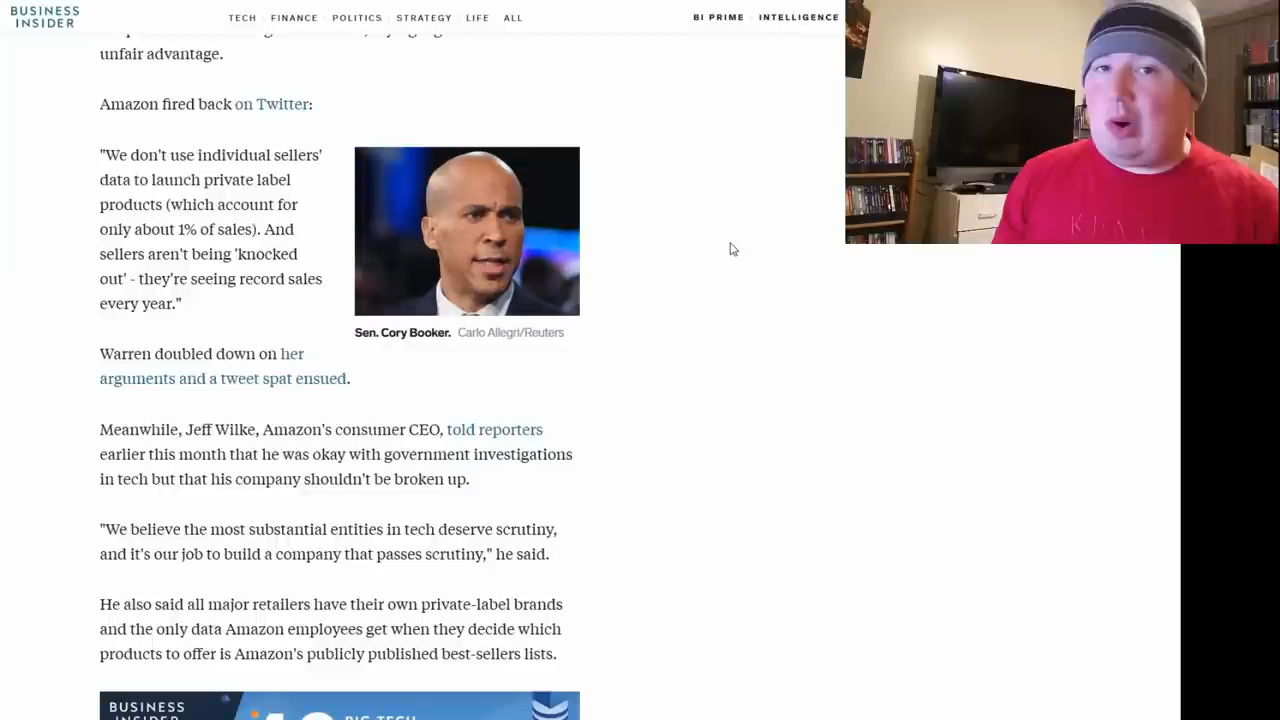 BUSINESS
INSIDER
TECH
FINANCE
POLITICS
STRATEGY
LIFE
ALL
BI PRIME
INTELLIGENCE
unfair advantage.
Amazon fired back on Twitter:
"We don't use individual sellers'
data to launch private label
products (which account for
only about 1% of sales). And
sellers aren't being 'knocked
out' - they're seeing record sales
every year."
Sen. Cory Booker. Carlo Allegri/Reuters
Warren doubled down on her
arguments and a tweet spat ensued.
Meanwhile, Jeff Wilke, Amazon's consumer CEO, told reporters
earlier this month that he was okay with government investigations
in tech but that his company shouldn't be broken up.
"We believe the most substantial entities in tech deserve scrutiny,
and it's our job to build a company that passes scrutiny," he said.
He also said all major retailers have their own private-label brands
and the only data Amazon employees get when they decide which
products to offer is Amazon's publicly published best-sellers lists.
BUSINESS
INSIDER
BIG TECH